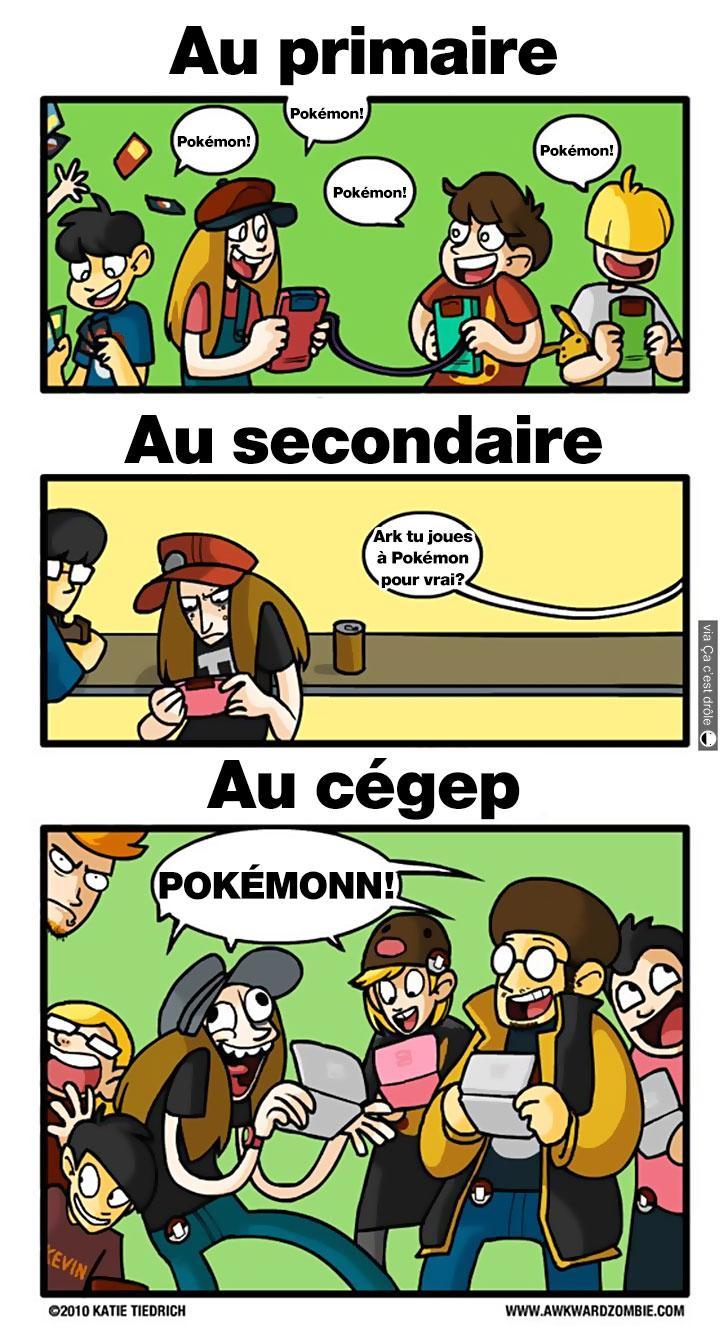 Au primaire
Pokémon!
Pokémon!
Pokémon!
Pokémon!
Au secondaire
Ark tu joues
à Pokémon
pour vrai?
via Ça c'est drôle
Au cégep
POKÉMONN!
KEVIN
©2010 KATIE TIEDRICH
WWW.AWKWARDZOMBIE.COM